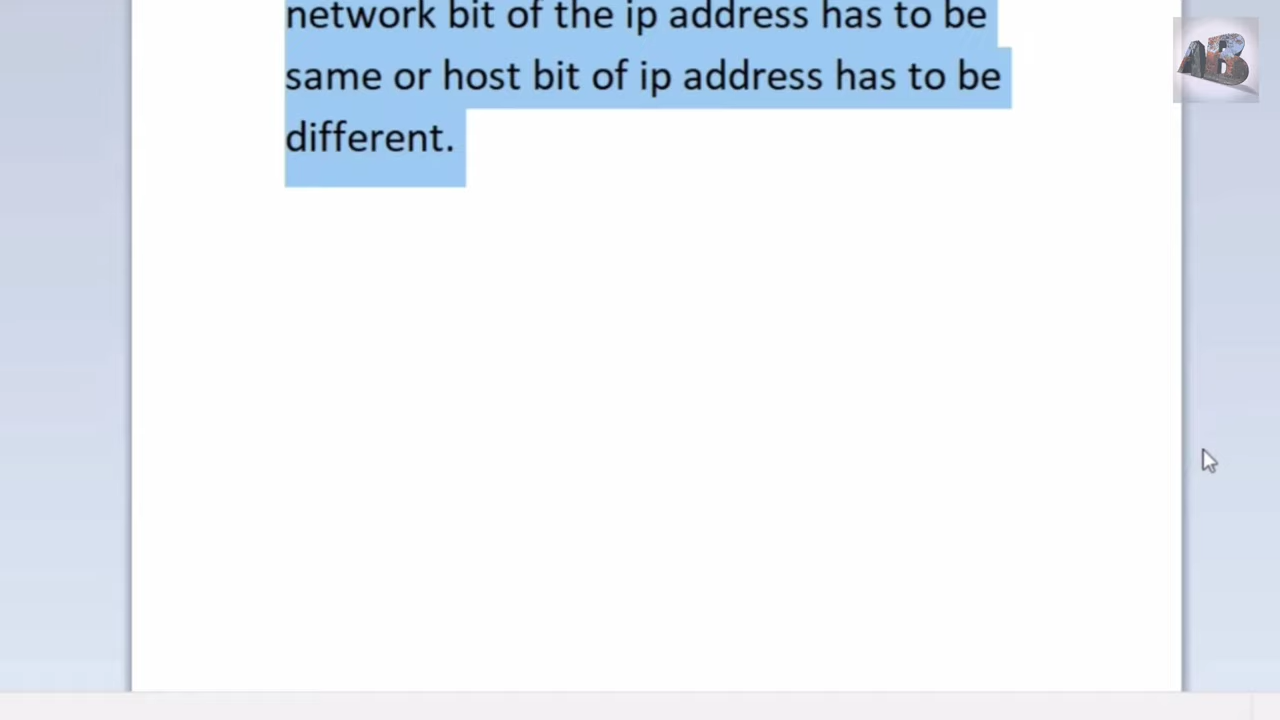 network bit of the ip address has to be
same or host bit of ip address has to be
different.
AB